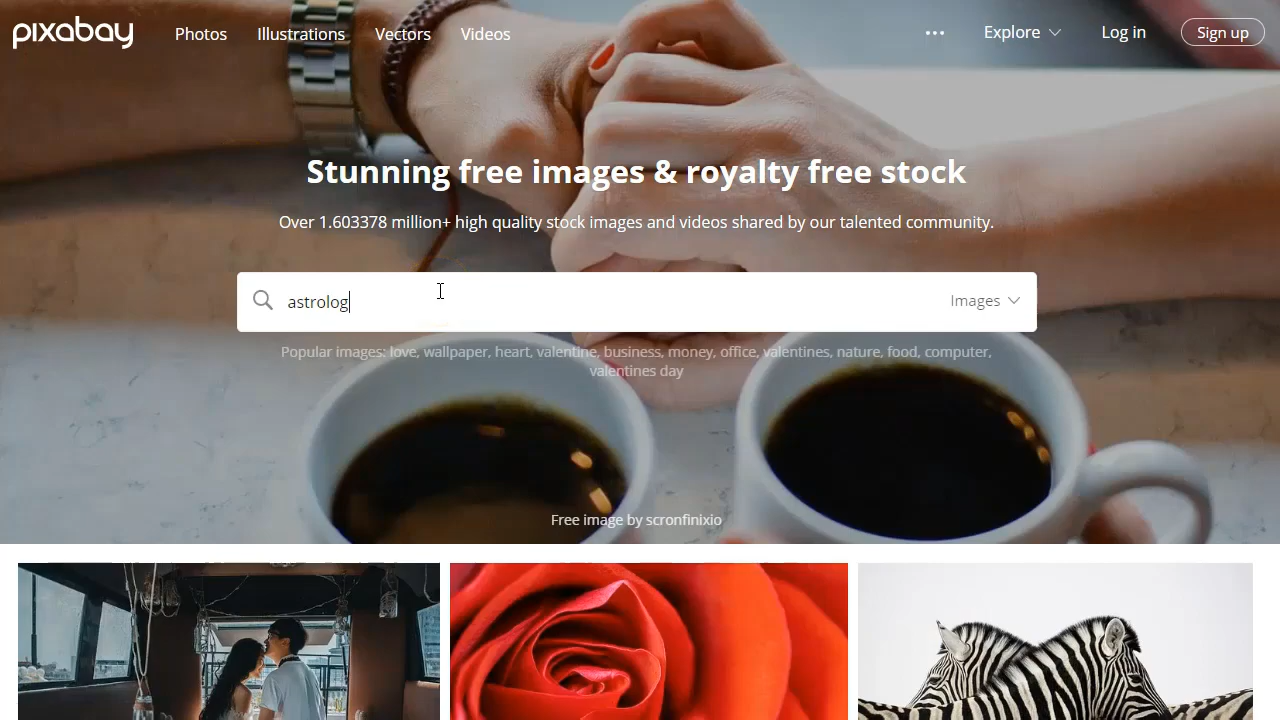 pixabay Photos Illustrations Vectors Videos ••• Explore Log in Sign up
Stunning free images & royalty free stock
Over 1.603378 million+ high quality stock images and videos shared by our talented community.
astrolog Images
Popular images: love, wallpaper, heart, valentine, business, money, office, valentines, nature, food, computer,
valentines day
Free image by scronfinixio